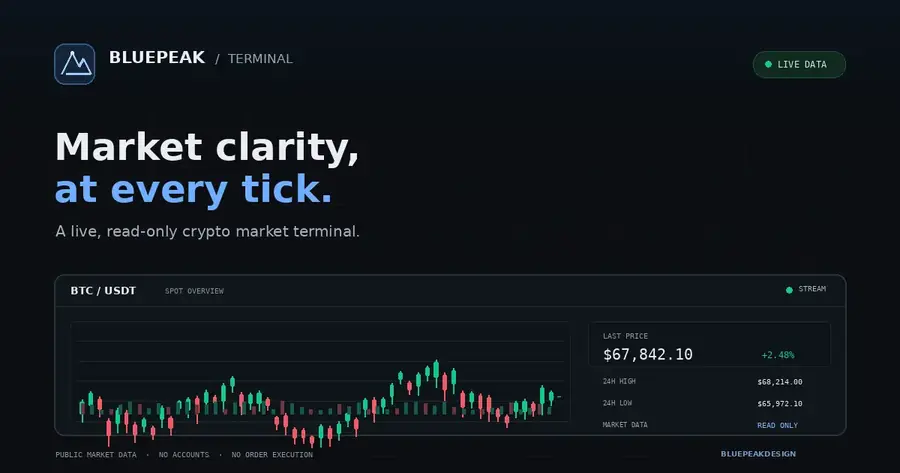 BLUEPEAK / TERMINAL
LIVE DATA
Market clarity,
at every tick.
A live, read-only crypto market terminal.
BTC / USDT SPOT OVERVIEW
STREAM
LAST PRICE
$67,842.10 +2.48%
24H HIGH $68,214.00
24H LOW $65,972.10
MARKET DATA READ ONLY
PUBLIC MARKET DATA · NO ACCOUNTS · NO ORDER EXECUTION
BLUEPEAKDESIGN